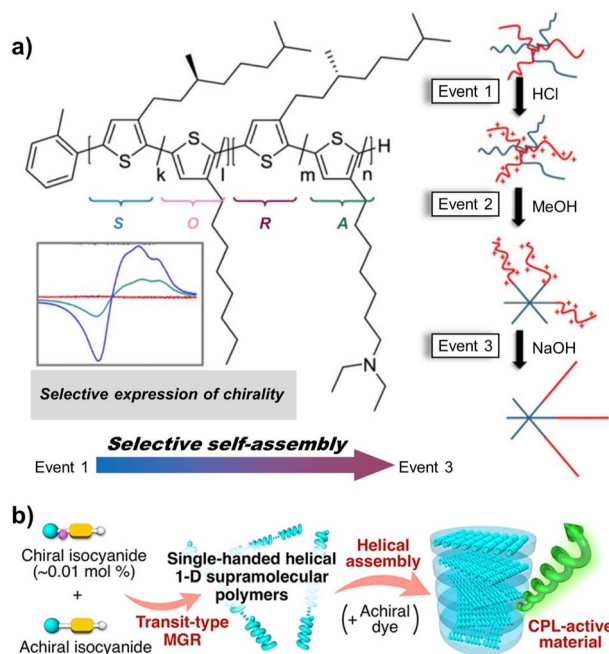 a)
S
S
S
S
H
k
l
m
n
S
O
R
A
N
Selective expression of chirality
Selective self-assembly
Event 1
Event 3
Event 1
HCl
Event 2
MeOH
Event 3
NaOH
b)
Chiral isocyanide
(~0.01 mol %)
+
Achiral isocyanide
Transit-type
MGR
Single-handed helical
1-D supramolecular
polymers
Helical
assembly
(+ Achiral
dye)
CPL-active
material